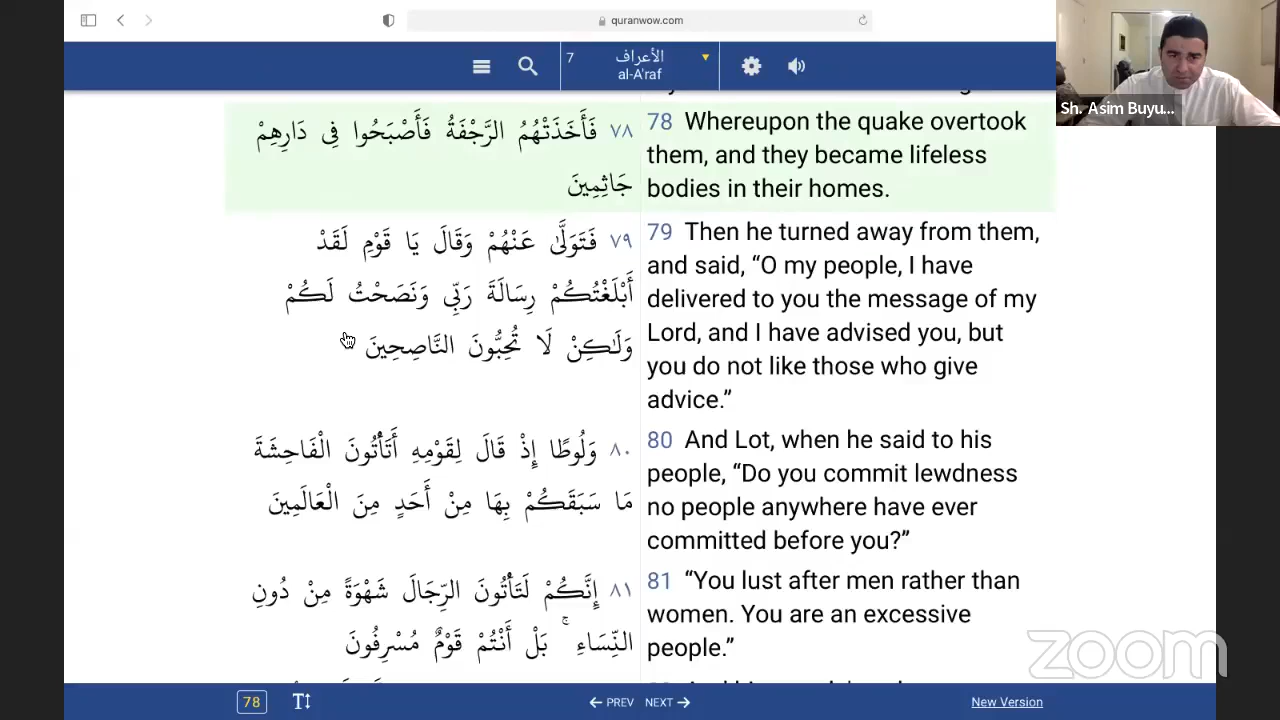 quranwow.com
7
الأعراف
al-A'raf
Sh. Asim Buyu...
٧٨ فَأَخَذَتْهُمُ الرَّجْفَةُ فَأَصْبَحُوا فِي دَارِهِمْ
جَاثِمِينَ
78 Whereupon the quake overtook
them, and they became lifeless
bodies in their homes.
٧٩ فَتَوَلَّىٰ عَنْهُمْ وَقَالَ يَا قَوْمِ لَقَدْ
أَبْلَغْتُكُمْ رِسَالَةَ رَبِّي وَنَصَحْتُ لَكُمْ
وَلَٰكِنْ لَا تُحِبُّونَ النَّاصِحِينَ
79 Then he turned away from them,
and said, “O my people, I have
delivered to you the message of my
Lord, and I have advised you, but
you do not like those who give
advice.”
٨٠ وَلُوطًا إِذْ قَالَ لِقَوْمِهِ أَتَأْتُونَ الْفَاحِشَةَ
مَا سَبَقَكُمْ بِهَا مِنْ أَحَدٍ مِنَ الْعَالَمِينَ
80 And Lot, when he said to his
people, “Do you commit lewdness
no people anywhere have ever
committed before you?”
٨١ إِنَّكُمْ لَتَأْتُونَ الرِّجَالَ شَهْوَةً مِنْ دُونِ
النِّسَاءِ ۚ بَلْ أَنْتُمْ قَوْمٌ مُسْرِفُونَ
81 “You lust after men rather than
women. You are an excessive
people.”
zoom
78
PREV NEXT
New Version